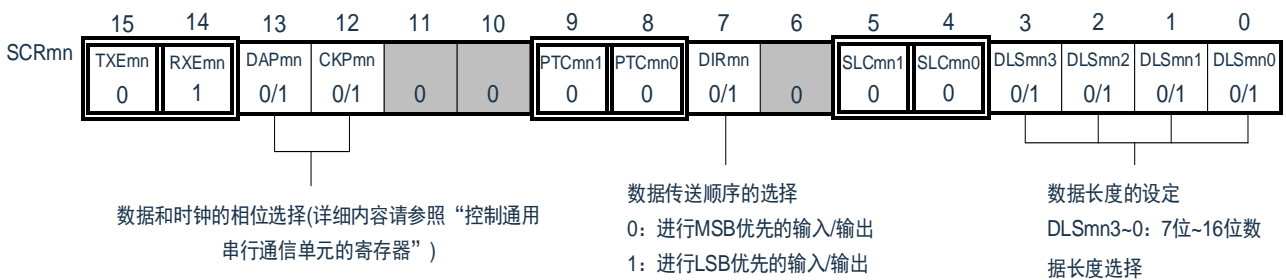 15 14 13 12 11 10 9 8 7 6 5 4 3 2 1 0
SCRmn TXEmn RXEmn DAPmn CKPmn PTCmn1 PTCmn0 DIRmn SLCmn1 SLCmn0 DLSmn3 DLSmn2 DLSmn1 DLSmn0
0 1 0/1 0/1 0 0 0 0 0/1 0 0 0 0/1 0/1 0/1 0/1
数据和时钟的相位选择(详细内容请参照“控制通用
串行通信单元的寄存器”)
数据传送顺序的选择
0：进行MSB优先的输入/输出
1：进行LSB优先的输入/输出
数据长度的设定
DLSmn3~0：7位~16位数
据长度选择